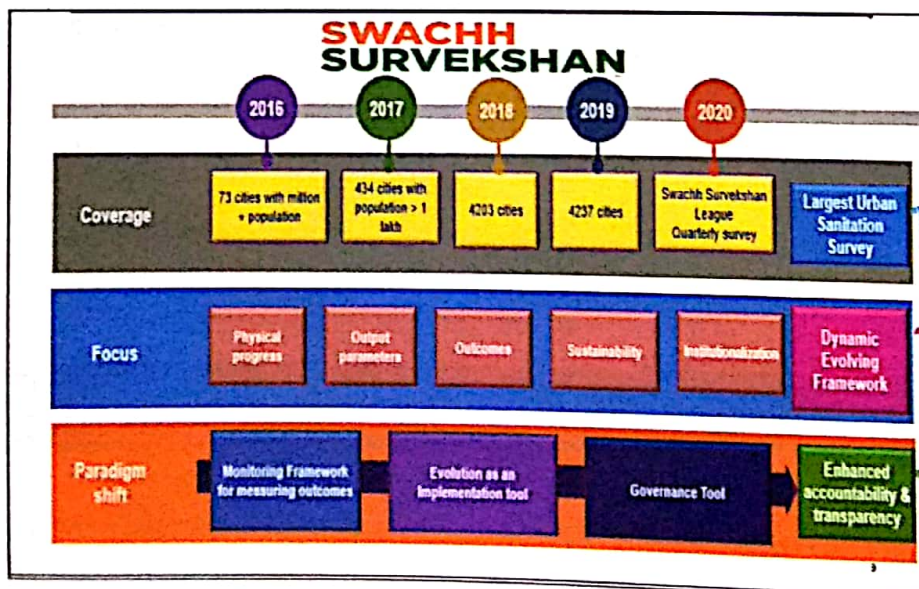 SWACHH
SURVEKSHAN
2016
2017
2018
2019
2020
Coverage
73 cities with million
+ population
434 cities with
population > 1
lakh
4203 cities
4237 cities
Swachh Survekshan
League
Quarterly survey
Largest Urban
Sanitation
Survey
Focus
Physical
progress
Output
parameters
Outcomes
Sustainability
Institutionalization
Dynamic
Evolving
Framework
Paradigm
shift
Monitoring Framework
for measuring outcomes
Evolution as an
Implementation tool
Governance Tool
Enhanced
accountability &
transparency